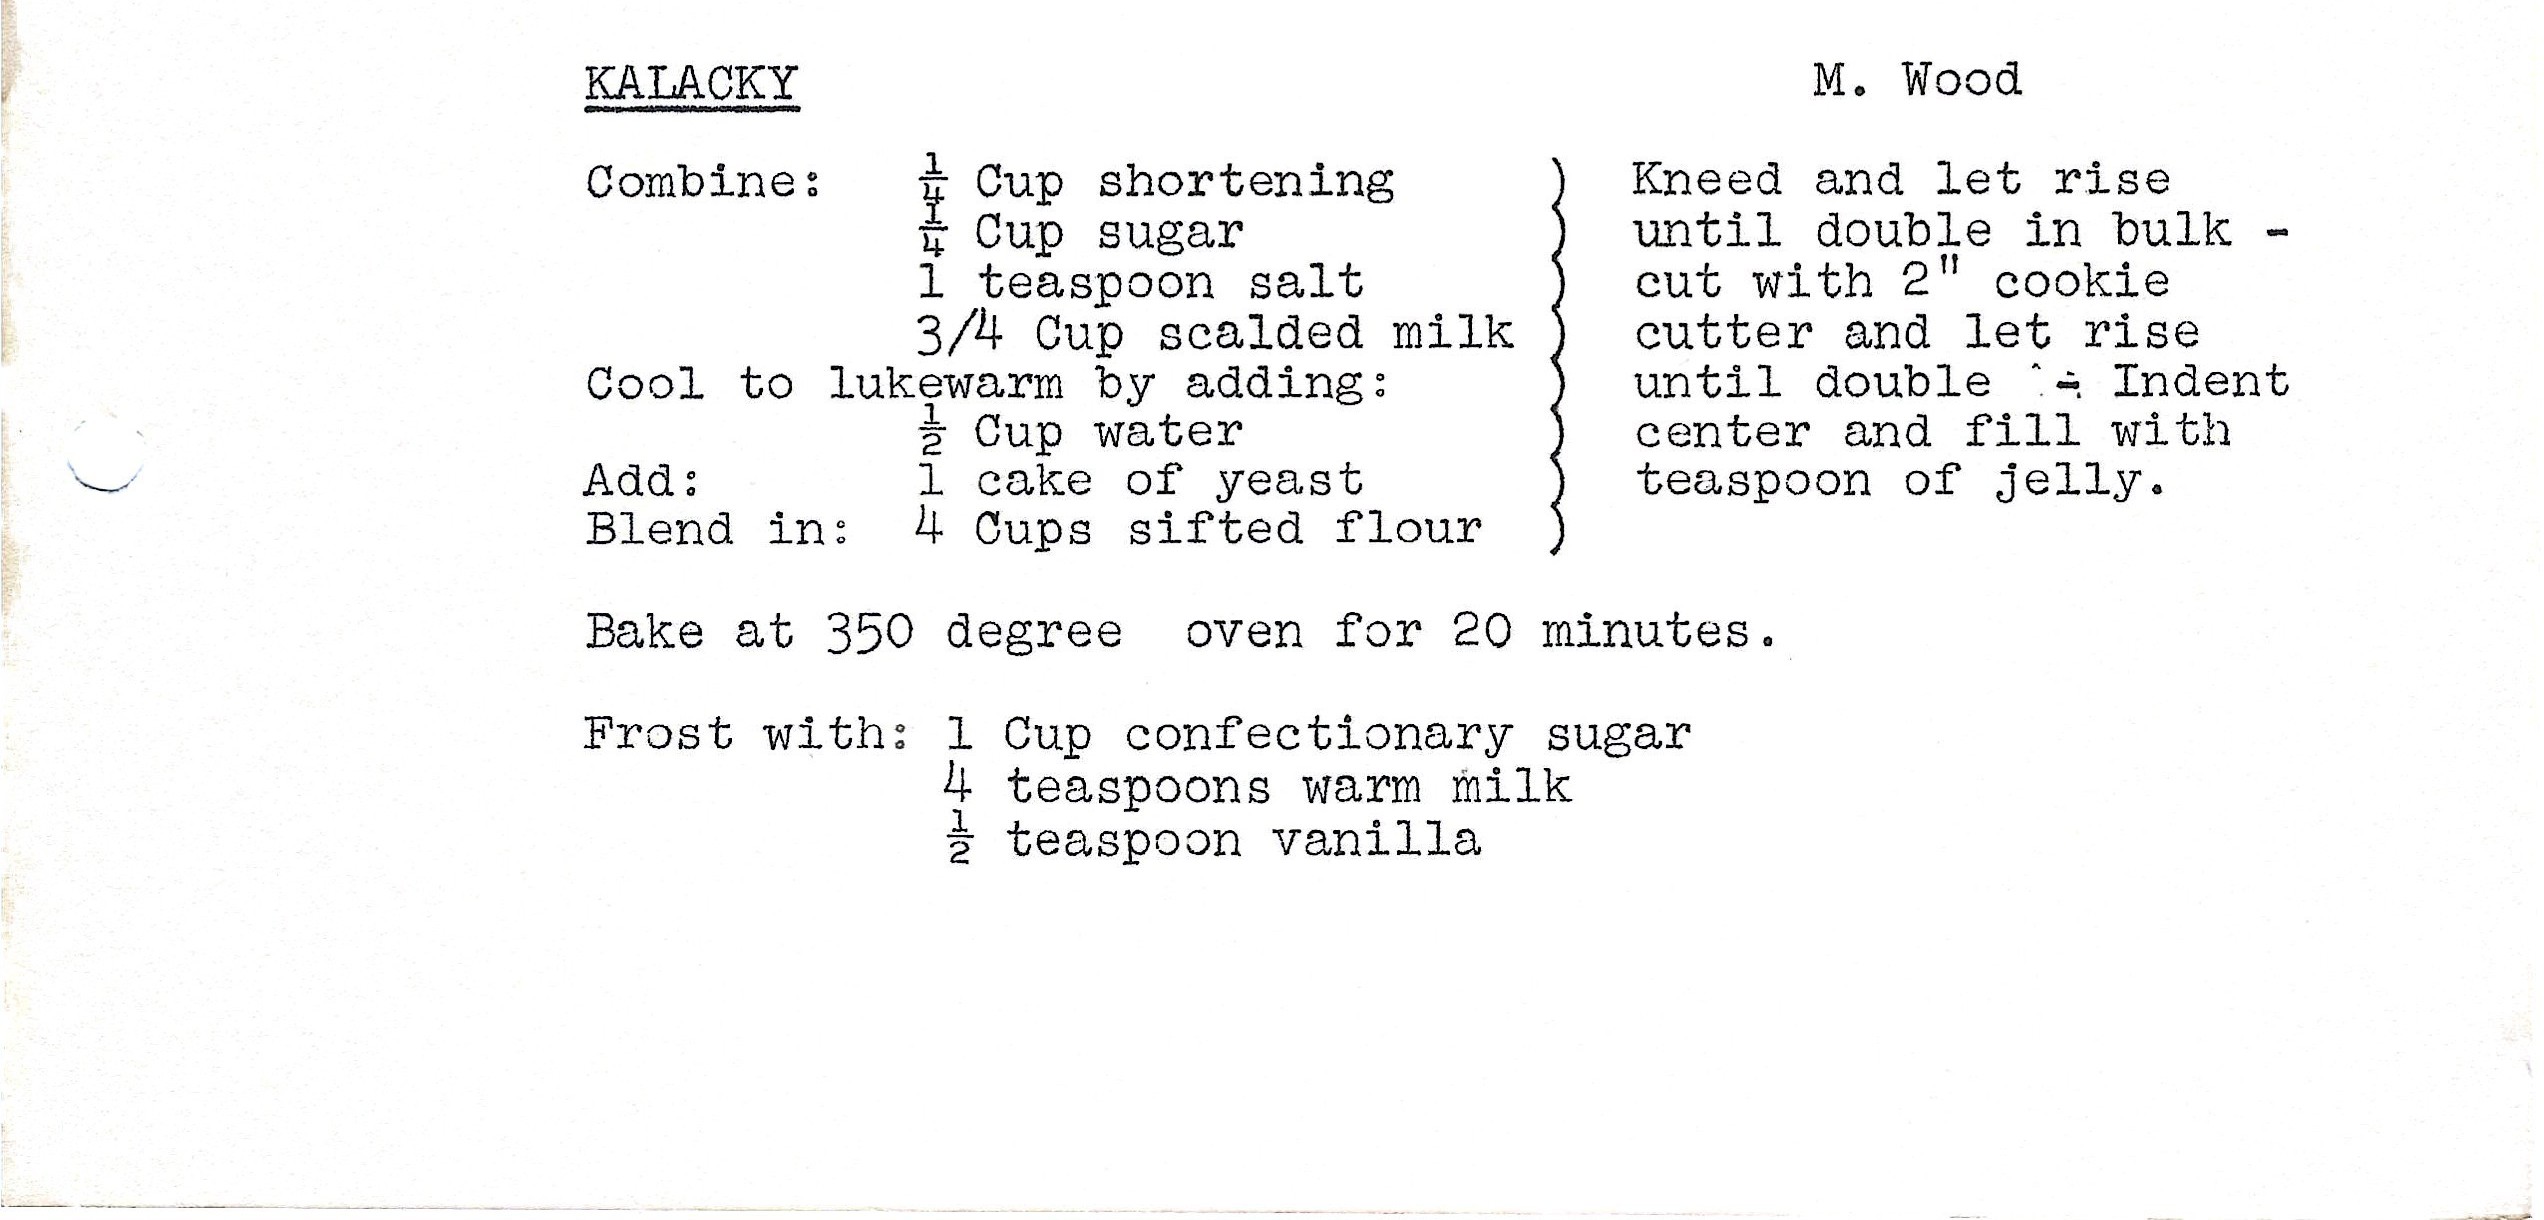 KALACKY M. Wood
Combine: ¼ Cup shortening ) Kneed and let rise
¼ Cup sugar ) until double in bulk -
1 teaspoon salt ) cut with 2" cookie
3/4 Cup scalded milk ) cutter and let rise
Cool to lukewarm by adding: ) until double - Indent
½ Cup water ) center and fill with
Add: 1 cake of yeast ) teaspoon of jelly.
Blend in: 4 Cups sifted flour )
Bake at 350 degree oven for 20 minutes.
Frost with: 1 Cup confectionary sugar
4 teaspoons warm milk
½ teaspoon vanilla